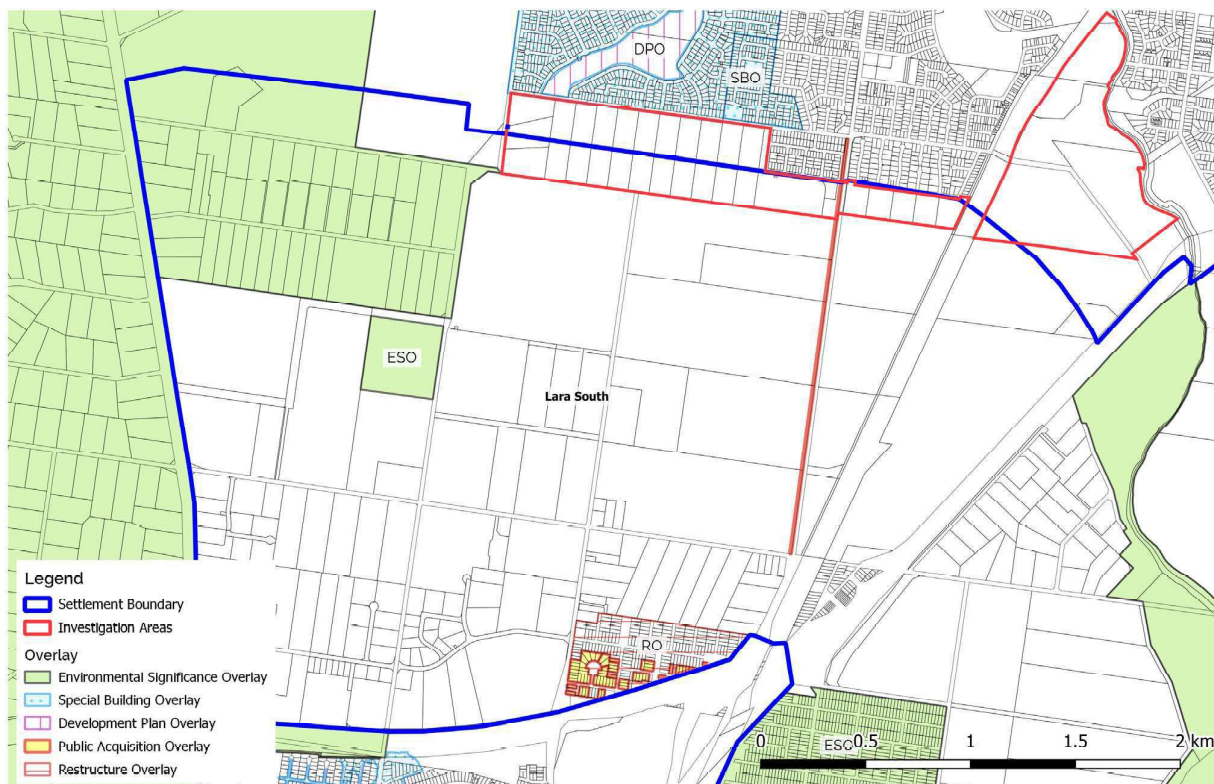 DPO
SBO
ESO
Lara South
RO
ESO
Legend
Settlement Boundary
Investigation Areas
Overlay
Environmental Significance Overlay
Special Building Overlay
Development Plan Overlay
Public Acquisition Overlay
Restructure Overlay
0 0.5 1 1.5 2 km